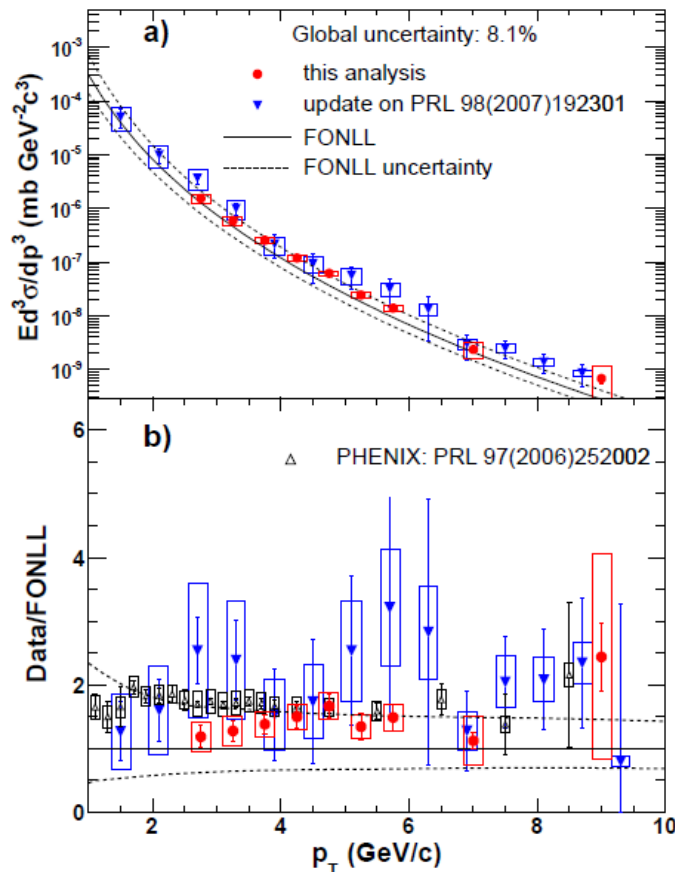 a) Global uncertainty: 8.1%
this analysis
update on PRL 98(2007)192301
FONLL
FONLL uncertainty
Ed³σ/dp³ (mb GeV⁻²c³)
10⁻³
10⁻⁴
10⁻⁵
10⁻⁶
10⁻⁷
10⁻⁸
10⁻⁹
b)
PHENIX: PRL 97(2006)252002
Data/FONLL
6
4
2
0
2 4 6 8 10
p_T (GeV/c)